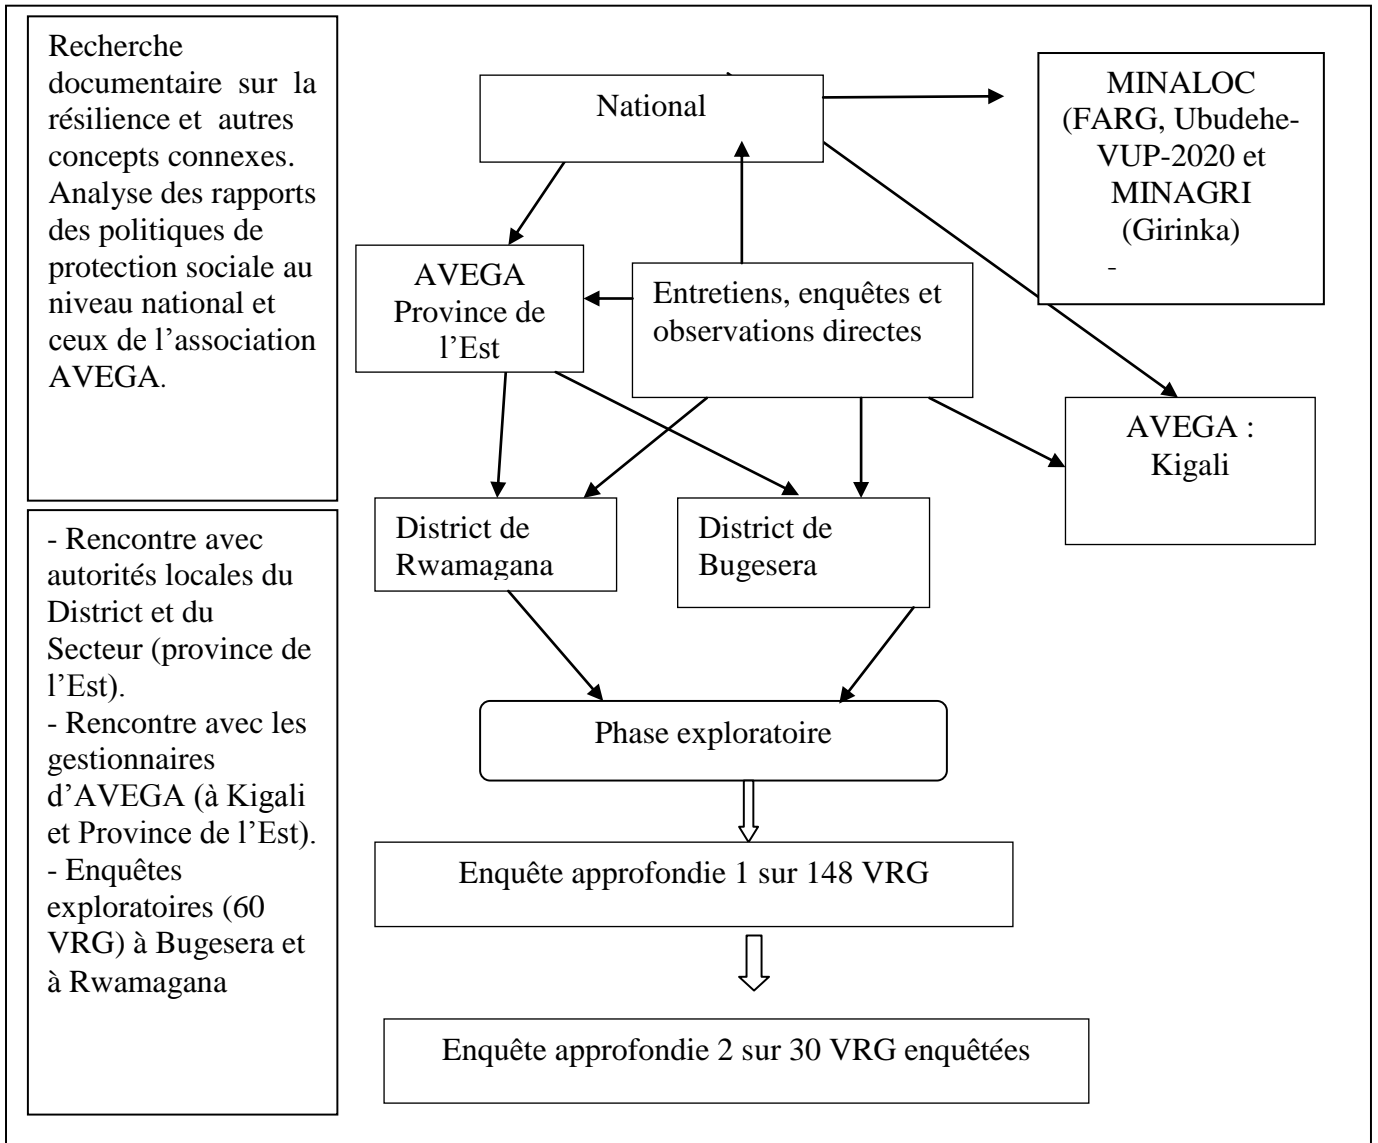 Recherche
documentaire sur la
résilience et autres
concepts connexes.
Analyse des rapports
des politiques de
protection sociale au
niveau national et
ceux de l’association
AVEGA.
- Rencontre avec
autorités locales du
District et du
Secteur (province de
l’Est).
- Rencontre avec les
gestionnaires
d’AVEGA (à Kigali
et Province de l’Est).
- Enquêtes
exploratoires (60
VRG) à Bugesera et
à Rwamagana
National
MINALOC
(FARG, Ubudehe-
VUP-2020 et
MINAGRI
(Girinka)
-
AVEGA
Province de
l’Est
Entretiens, enquêtes et
observations directes
AVEGA :
Kigali
District de
Rwamagana
District de
Bugesera
Phase exploratoire
Enquête approfondie 1 sur 148 VRG
Enquête approfondie 2 sur 30 VRG enquêtées